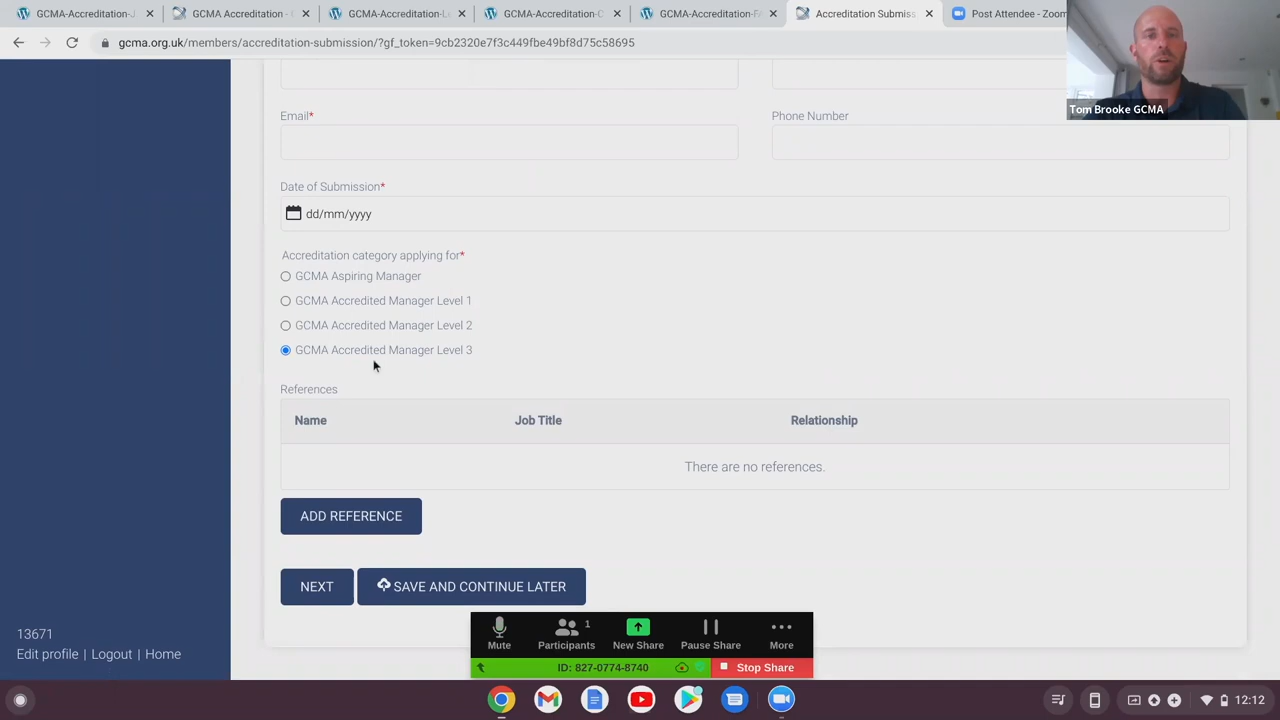 GCMA-Accreditation-J
GCMA Accreditation -
GCMA-Accreditation-L
GCMA-Accreditation-C
GCMA-Accreditation-FA
Accreditation Submiss
Post Attendee - Zoom
gcma.org.uk/members/accreditation-submission/?gf_token=9cb2320e7f3c449fbe49bf8d75c58695
Tom Brooke GCMA
Email*
Phone Number
Date of Submission*
dd/mm/yyyy
Accreditation category applying for*
GCMA Aspiring Manager
GCMA Accredited Manager Level 1
GCMA Accredited Manager Level 2
GCMA Accredited Manager Level 3
References
Name Job Title Relationship
There are no references.
ADD REFERENCE
NEXT SAVE AND CONTINUE LATER
13671
Edit profile | Logout | Home
Mute Participants 1 New Share Pause Share More
ID: 827-0774-8740 Stop Share
12:12